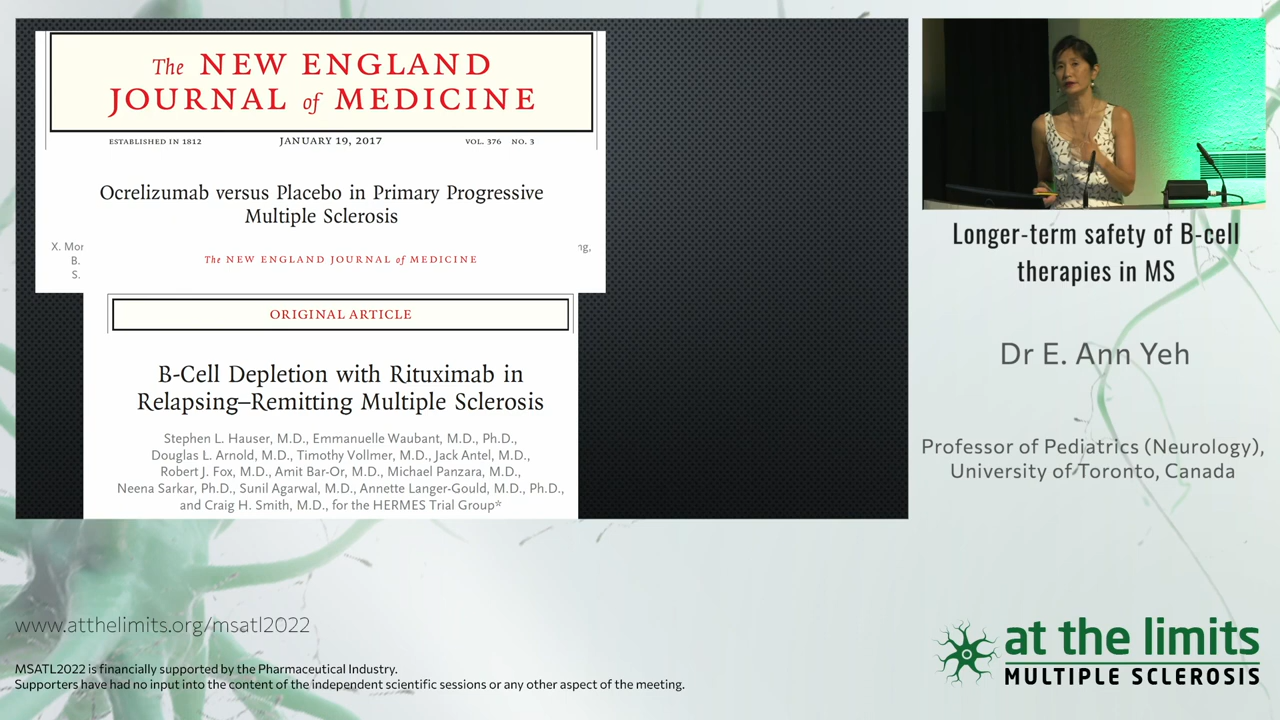 The NEW ENGLAND
JOURNAL of MEDICINE
ESTABLISHED IN 1812
JANUARY 19, 2017
VOL. 376 NO. 3
Ocrelizumab versus Placebo in Primary Progressive
Multiple Sclerosis
X. Mor
ng,
B.
S.
The NEW ENGLAND JOURNAL of MEDICINE
ORIGINAL ARTICLE
B-Cell Depletion with Rituximab in
Relapsing–Remitting Multiple Sclerosis
Stephen L. Hauser, M.D., Emmanuelle Waubant, M.D., Ph.D.,
Douglas L. Arnold, M.D., Timothy Vollmer, M.D., Jack Antel, M.D.,
Robert J. Fox, M.D., Amit Bar-Or, M.D., Michael Panzara, M.D.,
Neena Sarkar, Ph.D., Sunil Agarwal, M.D., Annette Langer-Gould, M.D., Ph.D.,
and Craig H. Smith, M.D., for the HERMES Trial Group*
Longer-term safety of B-cell
therapies in MS
Dr E. Ann Yeh
Professor of Pediatrics (Neurology),
University of Toronto, Canada
www.atthelimits.org/msatl2022
MSATL2022 is financially supported by the Pharmaceutical Industry.
Supporters have had no input into the content of the independent scientific sessions or any other aspect of the meeting.
at the limits
MULTIPLE SCLEROSIS